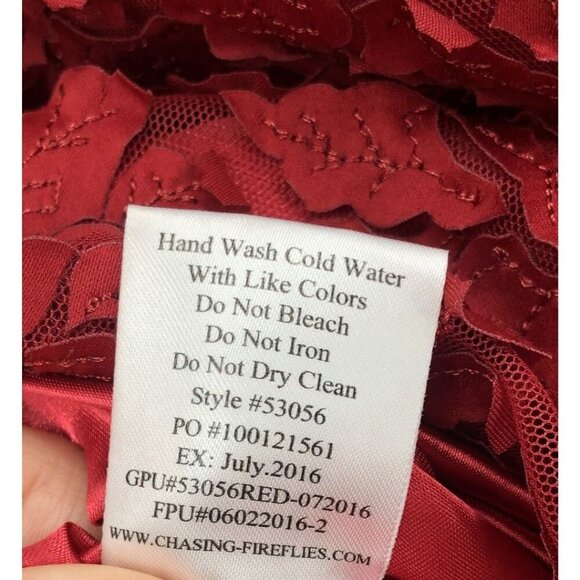 Hand Wash Cold Water
With Like Colors
Do Not Bleach
Do Not Iron
Do Not Dry Clean
Style #53056
PO #100121561
EX: July.2016
GPU#53056RED-072016
FPU#06022016-2
WWW.CHASING-FIREFLIES.COM